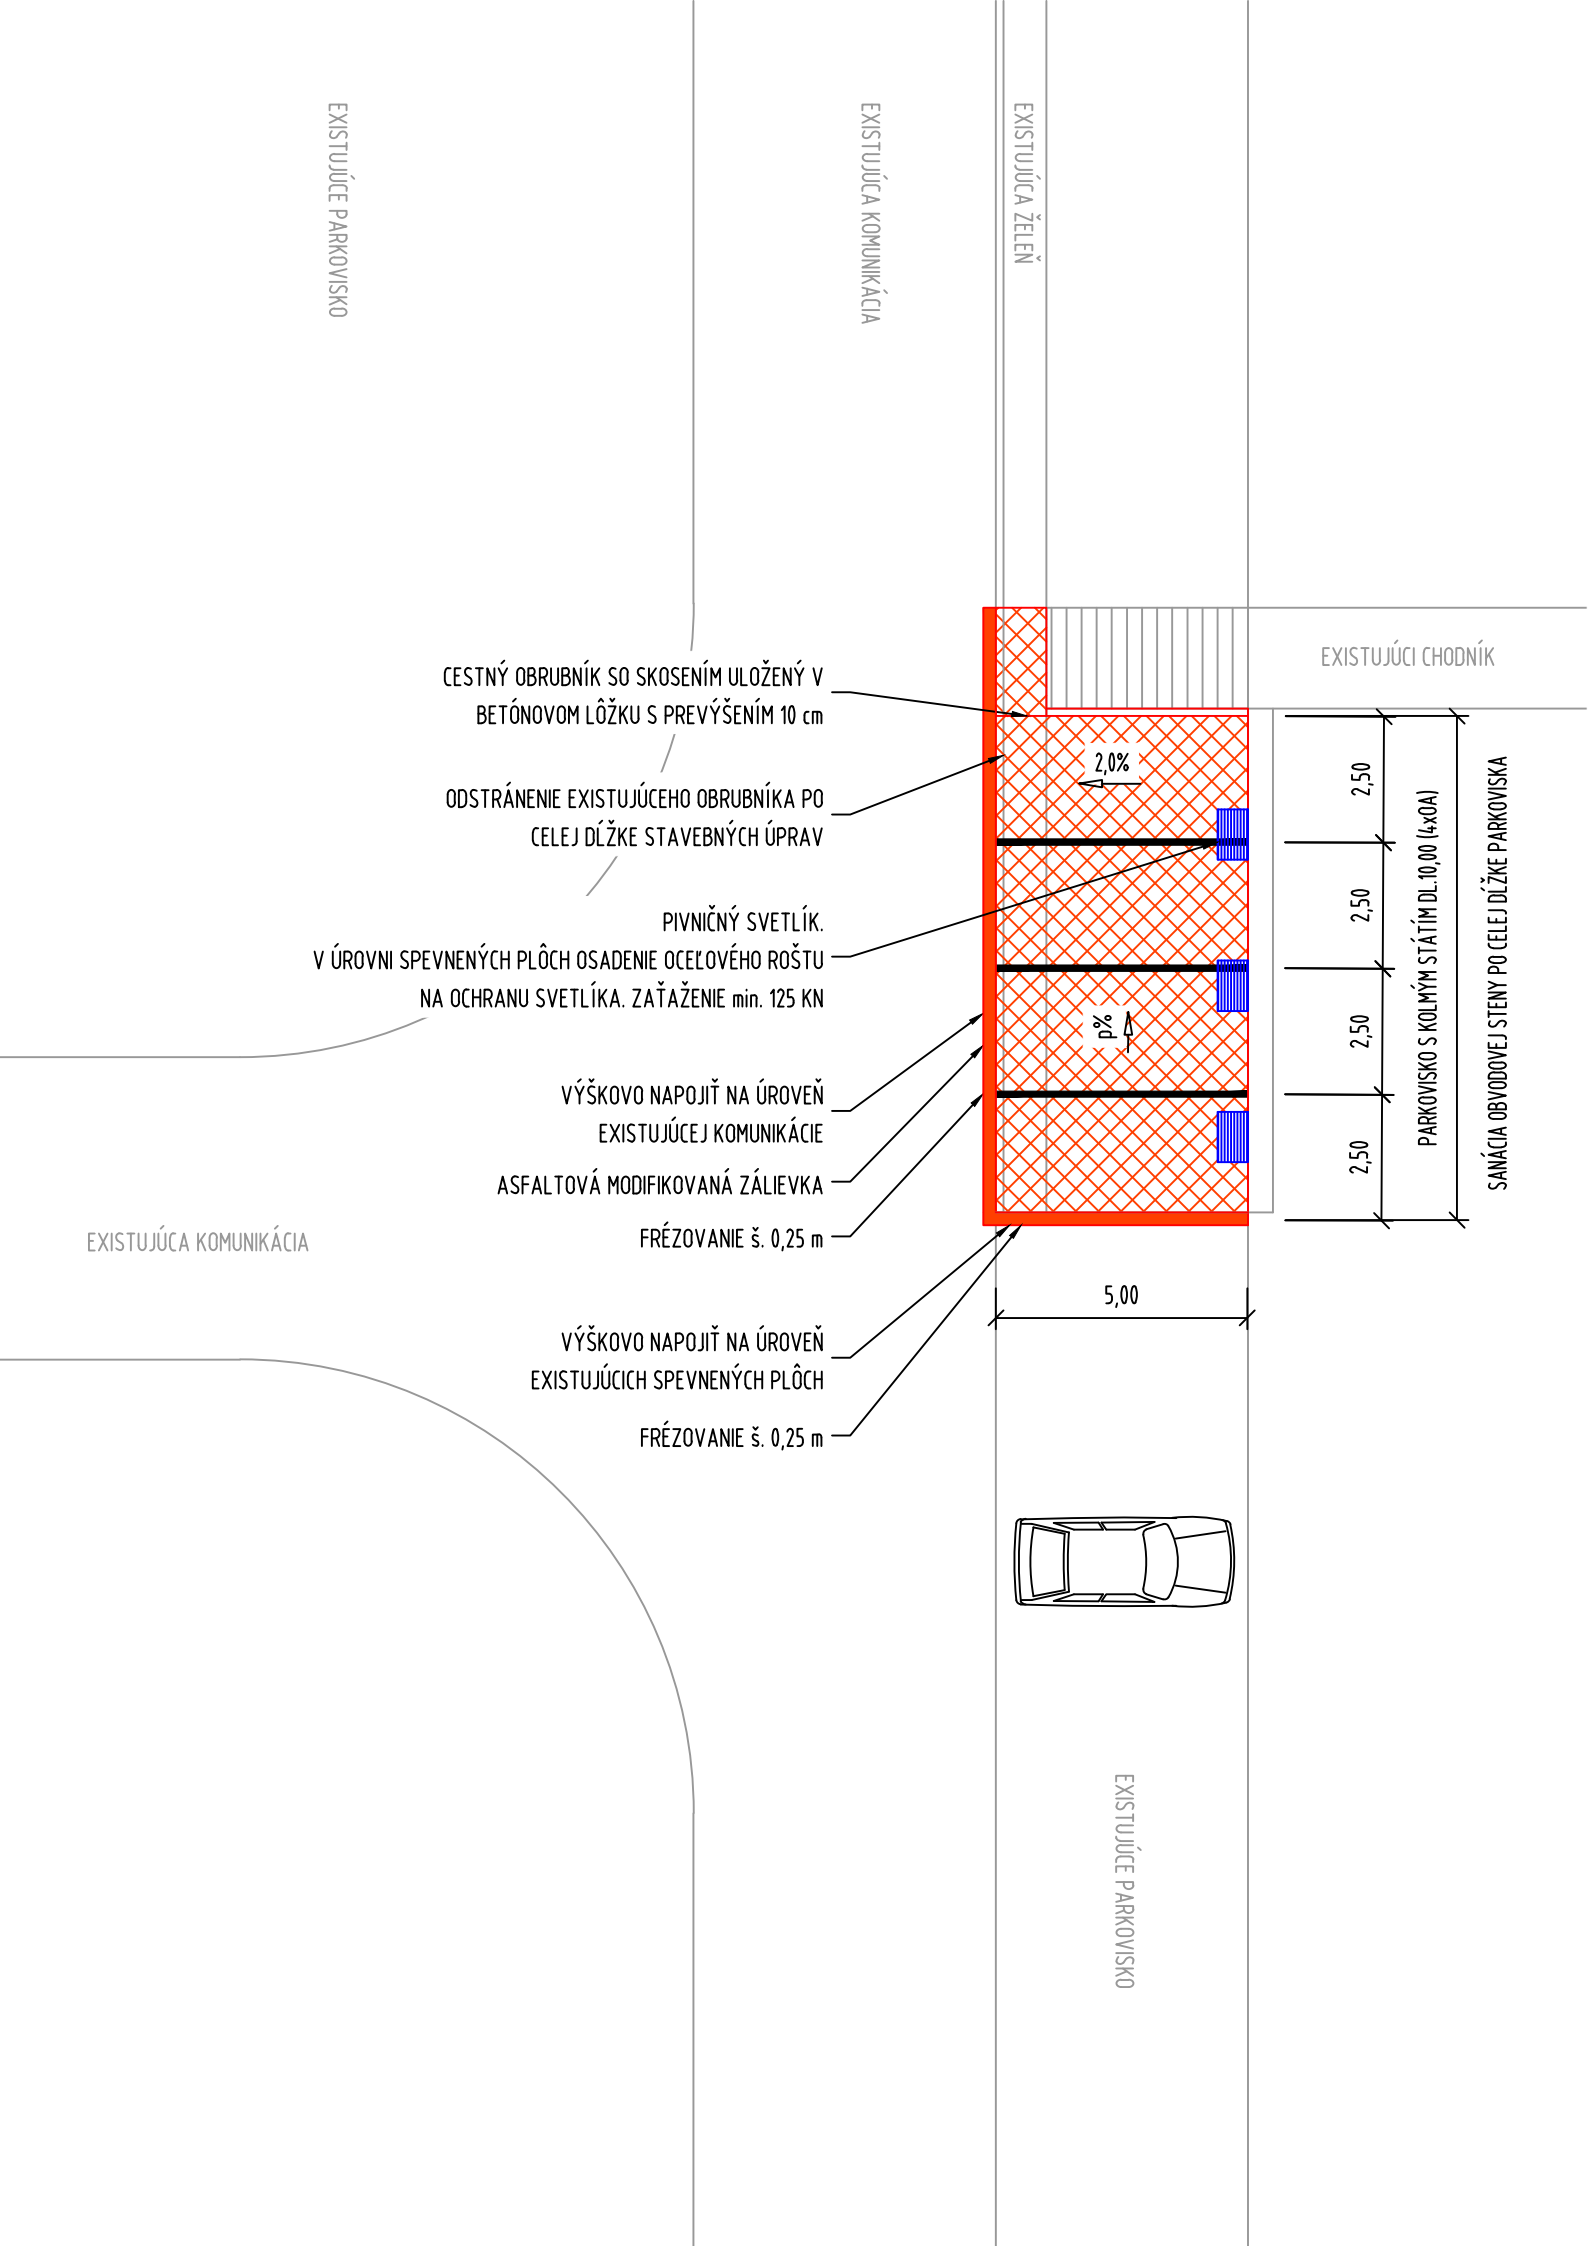 EXISTUJÚCE PARKOVISKO
EXISTUJÚCA KOMUNIKÁCIA
EXISTUJÚCA ŽELEŇ
EXISTUJÚCI CHODNÍK
CESTNÝ OBRUBNÍK SO SKOSENÍM ULOŽENÝ V
BETÓNOVOM LÔŽKU S PREVÝŠENÍM 10 cm
ODSTRÁNENIE EXISTUJÚCEHO OBRUBNÍKA PO
CELEJ DĹŽKE STAVEBNÝCH ÚPRAV
PIVNIČNÝ SVETLÍK.
V ÚROVNI SPEVNENÝCH PLÔCH OSADENIE OCEĽOVÉHO ROŠTU
NA OCHRANU SVETLÍKA. ZAŤAŽENIE min. 125 KN
VÝŠKOVO NAPOJIŤ NA ÚROVEŇ
EXISTUJÚCEJ KOMUNIKÁCIE
ASFALTOVÁ MODIFIKOVANÁ ZÁLIEVKA
FRÉZOVANIE š. 0,25 m
VÝŠKOVO NAPOJIŤ NA ÚROVEŇ
EXISTUJÚCICH SPEVNENÝCH PLÔCH
FRÉZOVANIE š. 0,25 m
EXISTUJÚCA KOMUNIKÁCIA
2,0%
p%
2,50
2,50
2,50
2,50
PARKOVISKO S KOLMÝM STÁTÍM DL.10,00 (4xOA)
SANÁCIA OBVODOVEJ STENY PO CELEJ DĹŽKE PARKOVISKA
5,00
EXISTUJÚCE PARKOVISKO